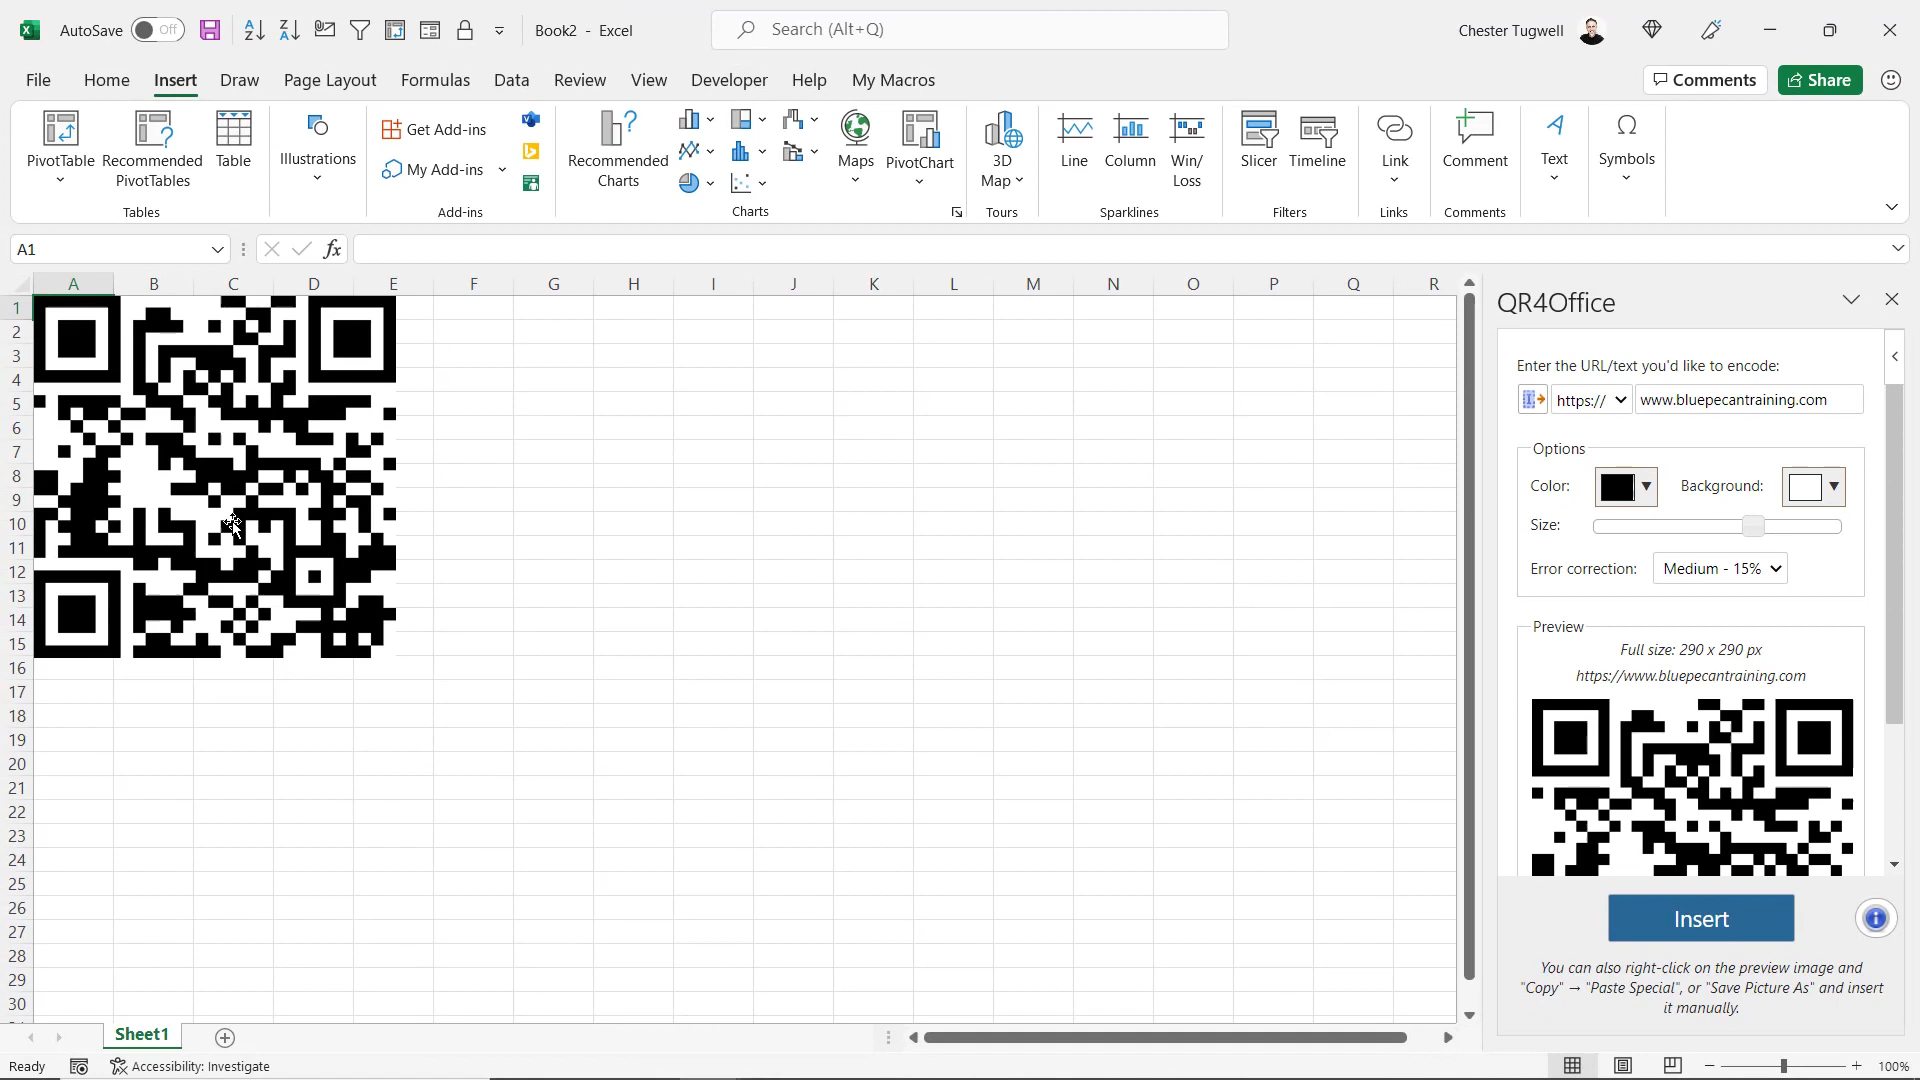 AutoSave Off Book2 - Excel Search (Alt+Q) Chester Tugwell
File Home Insert Draw Page Layout Formulas Data Review View Developer Help My Macros Comments Share
PivotTable
Recommended
PivotTables
Table
Tables
Illustrations
Get Add-ins
My Add-ins
Add-ins
Recommended
Charts
Maps
PivotChart
Charts
3D
Map
Tours
Line
Column
Win/
Loss
Sparklines
Slicer
Timeline
Filters
Link
Links
Comment
Comments
Text
Ω
Symbols
A1
fx
A B C D E F G H I J K L M N O P Q R
1
2
3
4
5
6
7
8
9
10
11
12
13
14
15
16
17
18
19
20
21
22
23
24
25
26
27
28
29
30
QR4Office
Enter the URL/text you'd like to encode:
https:// www.bluepecantraining.com
Options
Color: Background:
Size:
Error correction: Medium - 15%
Preview
Full size: 290 x 290 px
https://www.bluepecantraining.com
Insert
You can also right-click on the preview image and
"Copy" → "Paste Special", or "Save Picture As" and insert
it manually.
Sheet1
Ready Accessibility: Investigate 100%